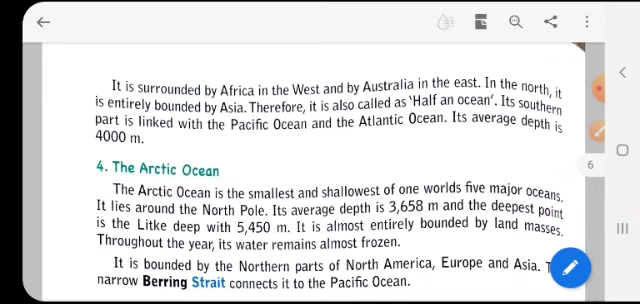 It is surrounded by Africa in the West and by Australia in the east. In the north, it
is entirely bounded by Asia. Therefore, it is also called as 'Half an ocean'. Its southern
part is linked with the Pacific Ocean and the Atlantic Ocean. Its average depth is
4000 m.
4. The Arctic Ocean
The Arctic Ocean is the smallest and shallowest of one worlds five major oceans.
It lies around the North Pole. Its average depth is 3,658 m and the deepest point
is the Litke deep with 5,450 m. It is almost entirely bounded by land masses.
Throughout the year, its water remains almost frozen.
6
It is bounded by the Northern parts of North America, Europe and Asia.
narrow Berring Strait connects it to the Pacific Ocean.